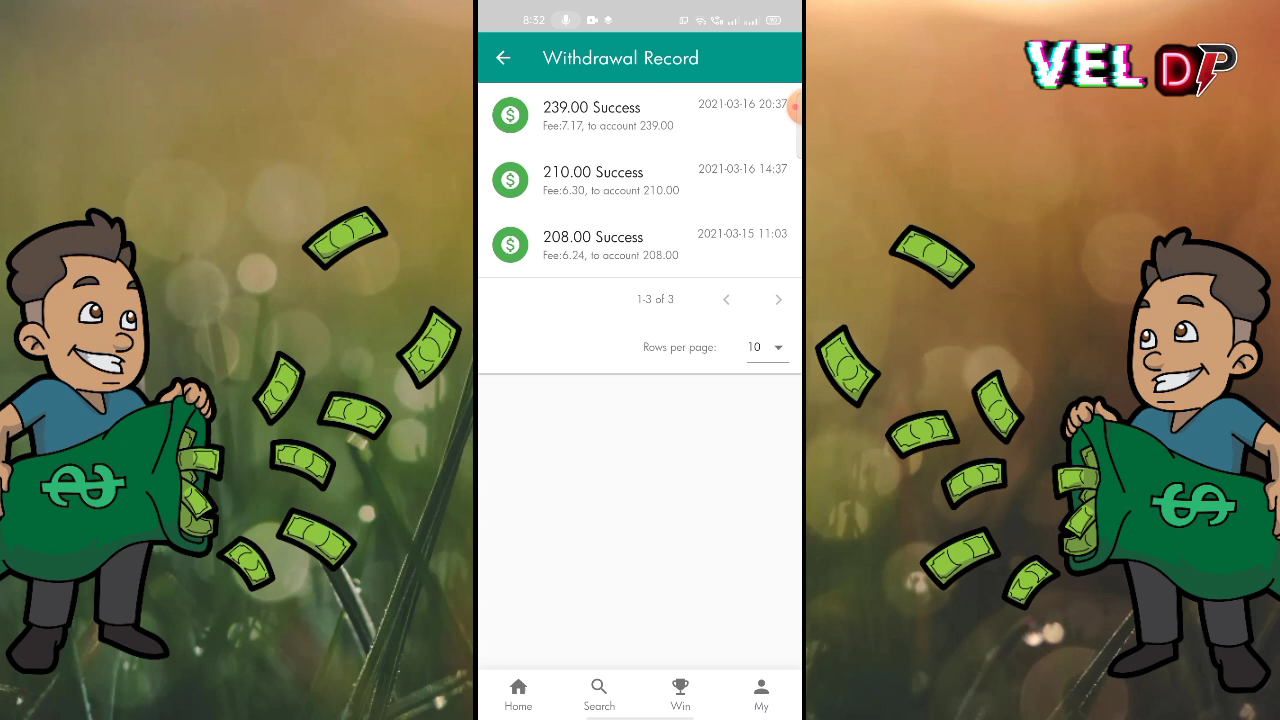 8:32
VEL DP
Withdrawal Record
239.00 Success
2021-03-16 20:37
Fee:7.17, to account 239.00
210.00 Success
2021-03-16 14:37
Fee:6.30, to account 210.00
208.00 Success
2021-03-15 11:03
Fee:6.24, to account 208.00
1-3 of 3
Rows per page: 10
$
$
Home Search Win My